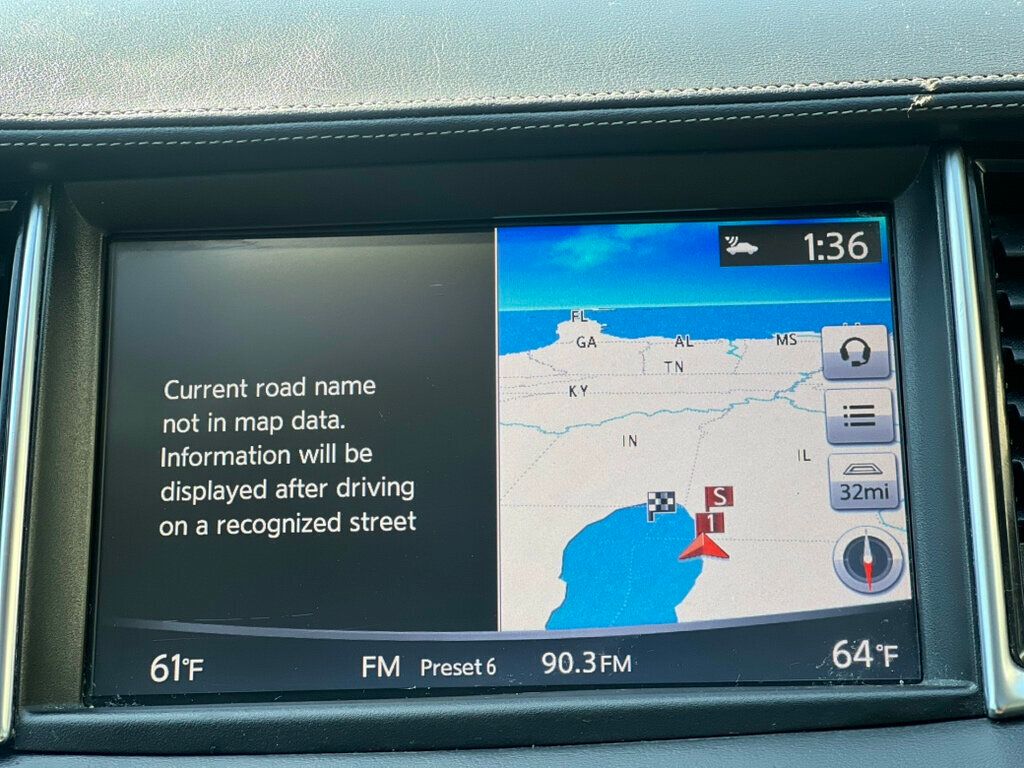 1:36
Current road name
not in map data.
Information will be
displayed after driving
on a recognized street
FL
GA
AL
MS
TN
KY
IN
IL
32mi
S
1
61°F
FM Preset 6 90.3FM
64°F